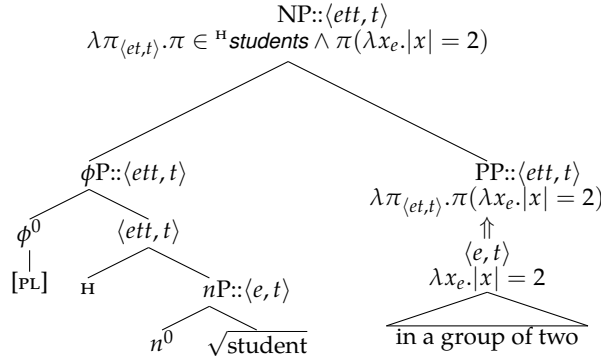 NP::⟨ett, t⟩
λπ⟨et,t⟩.π ∈ ᴴstudents ∧ π(λxₑ.|x| = 2)
ϕP::⟨ett, t⟩ PP::⟨ett, t⟩
λπ⟨et,t⟩.π(λxₑ.|x| = 2)
ϕ⁰ ⟨ett, t⟩ ⇑
⟨e, t⟩
[PL] H nP::⟨e, t⟩ λxₑ.|x| = 2
n⁰ √student in a group of two